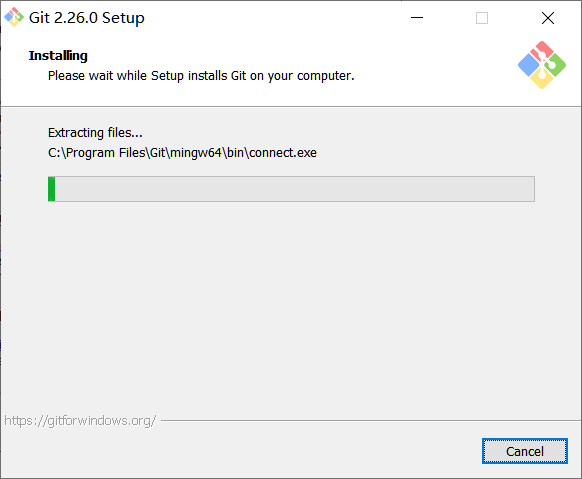 Git 2.26.0 Setup
Installing
Please wait while Setup installs Git on your computer.
Extracting files...
C:\Program Files\Git\mingw64\bin\connect.exe
https://gitforwindows.org/
Cancel